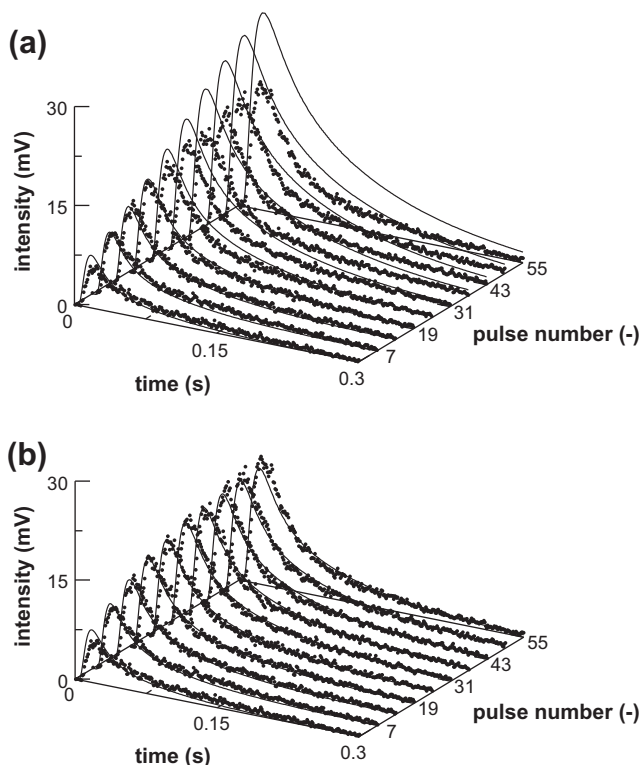 (a)
30
15
0
intensity (mV)
0
0.15
0.3
time (s)
7
19
31
43
55
pulse number (-)
(b)
30
15
0
intensity (mV)
0
0.15
0.3
time (s)
7
19
31
43
55
pulse number (-)